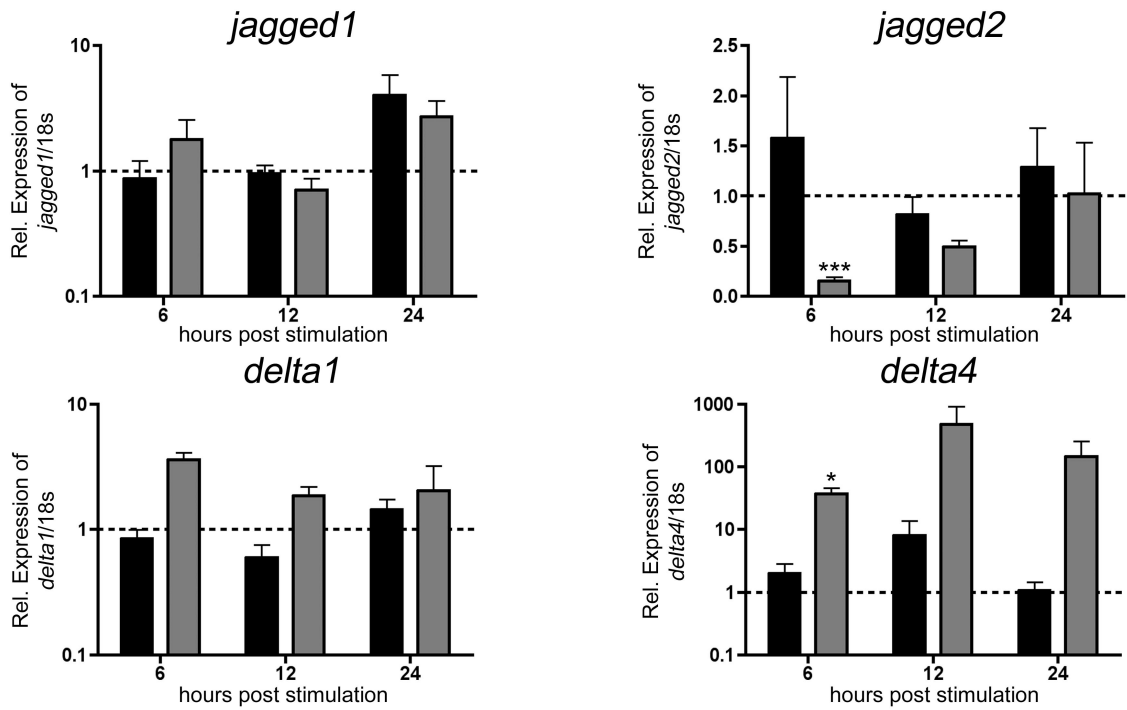 jagged1
Rel. Expression of
jagged1/18s
10
1
0.1
6 12 24
hours post stimulation
jagged2
Rel. Expression of
jagged2/18s
2.5
2.0
1.5
1.0
0.5
0.0
***
6 12 24
hours post stimulation
delta1
Rel. Expression of
delta1/18s
10
1
0.1
6 12 24
hours post stimulation
delta4
Rel. Expression of
delta4/18s
1000
100
10
1
0.1
*
6 12 24
hours post stimulation